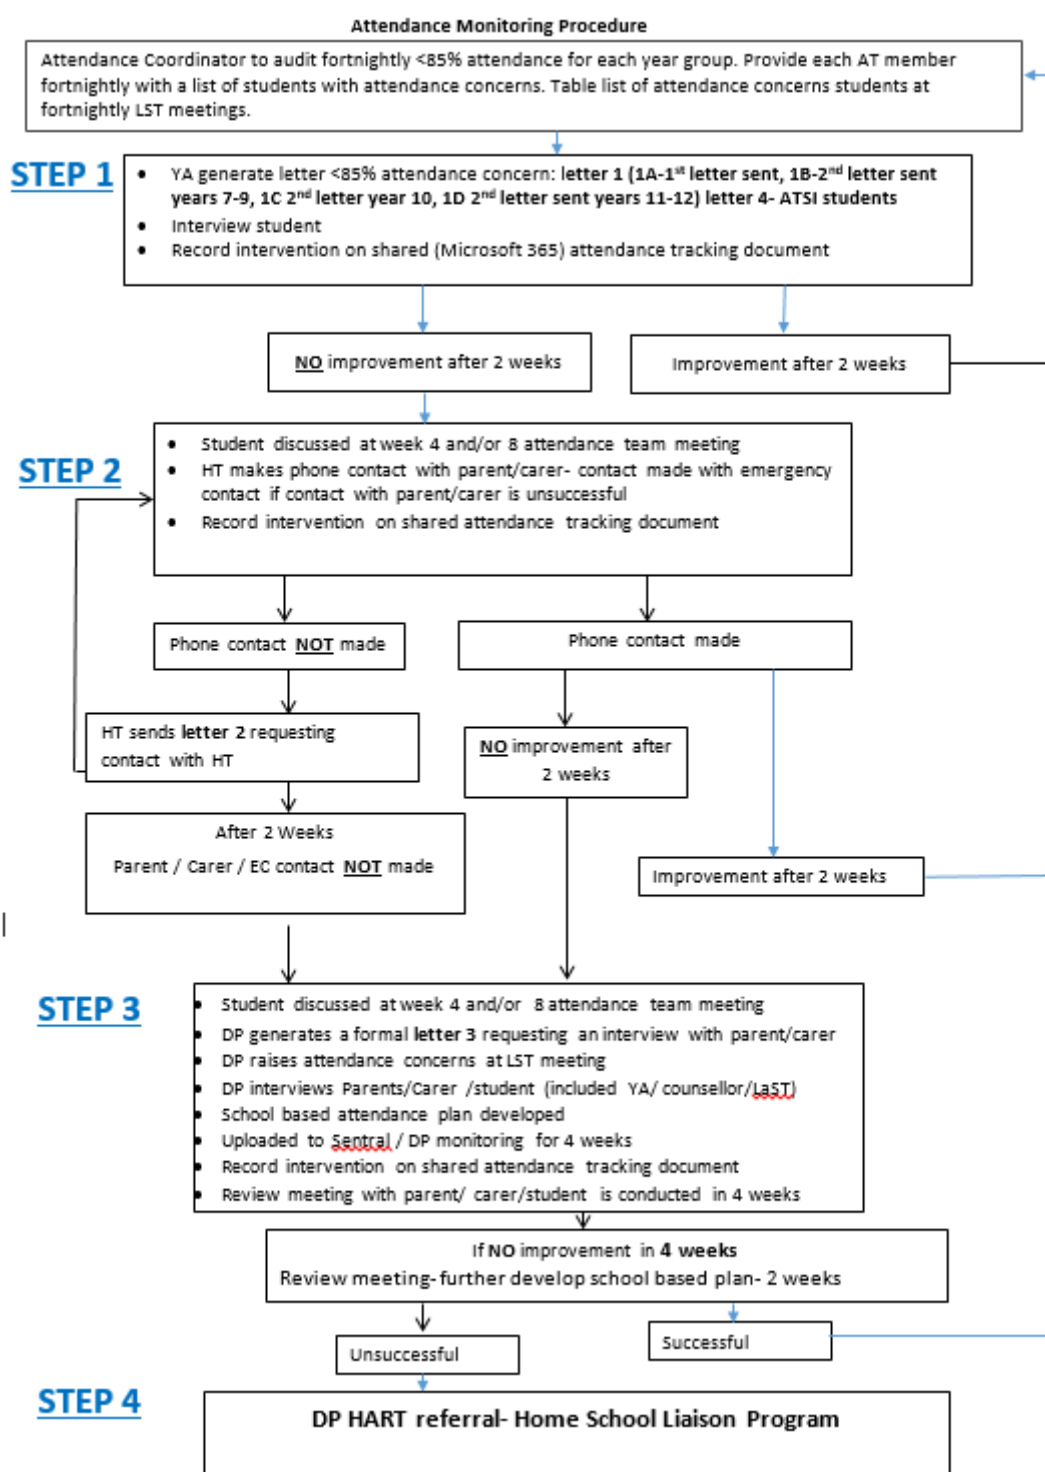 Attendance Monitoring Procedure
Attendance Coordinator to audit fortnightly <85% attendance for each year group. Provide each AT member
fortnightly with a list of students with attendance concerns. Table list of attendance concerns students at
fortnightly LST meetings.
STEP 1
• YA generate letter <85% attendance concern: letter 1 (1A-1st letter sent, 1B-2nd letter sent
years 7-9, 1C 2nd letter year 10, 1D 2nd letter sent years 11-12) letter 4- ATSI students
• Interview student
• Record intervention on shared (Microsoft 365) attendance tracking document
NO improvement after 2 weeks
Improvement after 2 weeks
STEP 2
• Student discussed at week 4 and/or 8 attendance team meeting
• HT makes phone contact with parent/carer- contact made with emergency
contact if contact with parent/carer is unsuccessful
• Record intervention on shared attendance tracking document
Phone contact NOT made
Phone contact made
HT sends letter 2 requesting
contact with HT
NO improvement after
2 weeks
After 2 Weeks
Parent / Carer / EC contact NOT made
Improvement after 2 weeks
STEP 3
• Student discussed at week 4 and/or 8 attendance team meeting
• DP generates a formal letter 3 requesting an interview with parent/carer
• DP raises attendance concerns at LST meeting
• DP interviews Parents/Carer /student (included YA/ counsellor/LaST)
• School based attendance plan developed
• Uploaded to Sentral / DP monitoring for 4 weeks
• Record intervention on shared attendance tracking document
• Review meeting with parent/ carer/student is conducted in 4 weeks
If NO improvement in 4 weeks
Review meeting- further develop school based plan- 2 weeks
Unsuccessful
Successful
STEP 4
DP HART referral- Home School Liaison Program